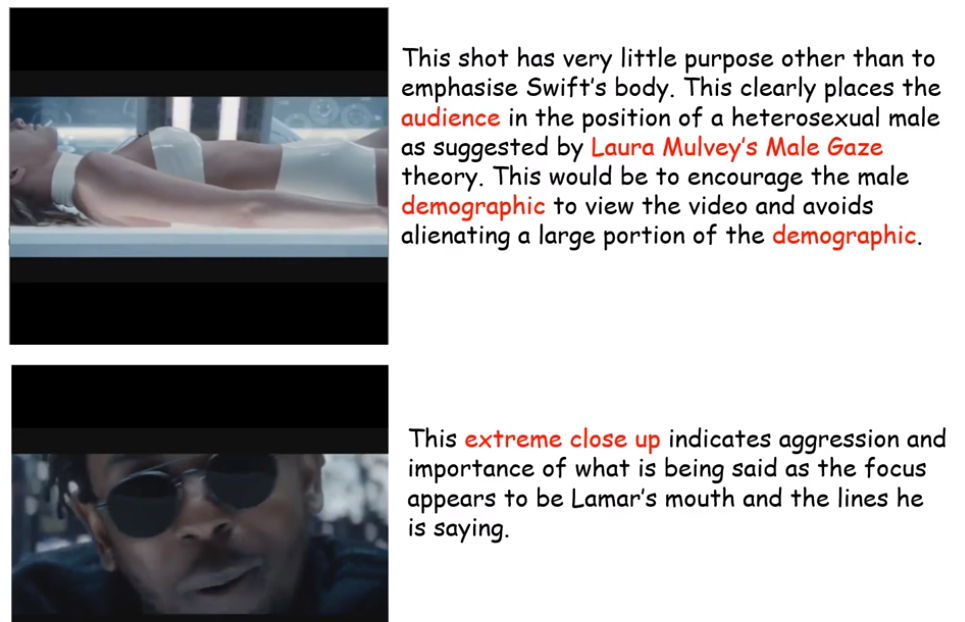 This shot has very little purpose other than to
emphasise Swift's body. This clearly places the
audience in the position of a heterosexual male
as suggested by Laura Mulvey's Male Gaze
theory. This would be to encourage the male
demographic to view the video and avoids
alienating a large portion of the demographic.
This extreme close up indicates aggression and
importance of what is being said as the focus
appears to be Lamar's mouth and the lines he
is saying.